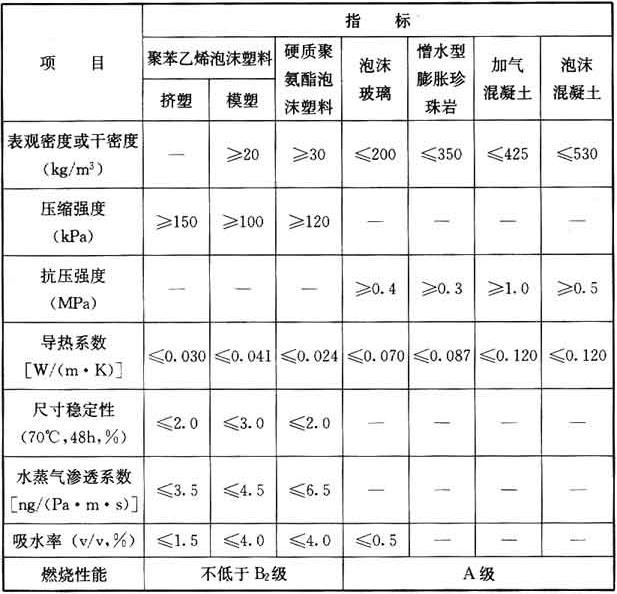 项 目 指 标
聚苯乙烯泡沫塑料 硬质聚氨酯泡沫塑料 泡沫玻璃 憎水型膨胀珍珠岩 加气混凝土 泡沫混凝土
挤塑 模塑
表观密度或干密度(kg/m³) — ≥20 ≥30 ≤200 ≤350 ≤425 ≤530
压缩强度(kPa) ≥150 ≥100 ≥120 — — — —
抗压强度(MPa) — — — ≥0.4 ≥0.3 ≥1.0 ≥0.5
导热系数[W/(m·K)] ≤0.030 ≤0.041 ≤0.024 ≤0.070 ≤0.087 ≤0.120 ≤0.120
尺寸稳定性(70℃,48h,%) ≤2.0 ≤3.0 ≤2.0 — — — —
水蒸气渗透系数[ng/(Pa·m·s)] ≤3.5 ≤4.5 ≤6.5 — — — —
吸水率(v/v,%) ≤1.5 ≤4.0 ≤4.0 ≤0.5 — — —
燃烧性能 不低于B₂级 A级